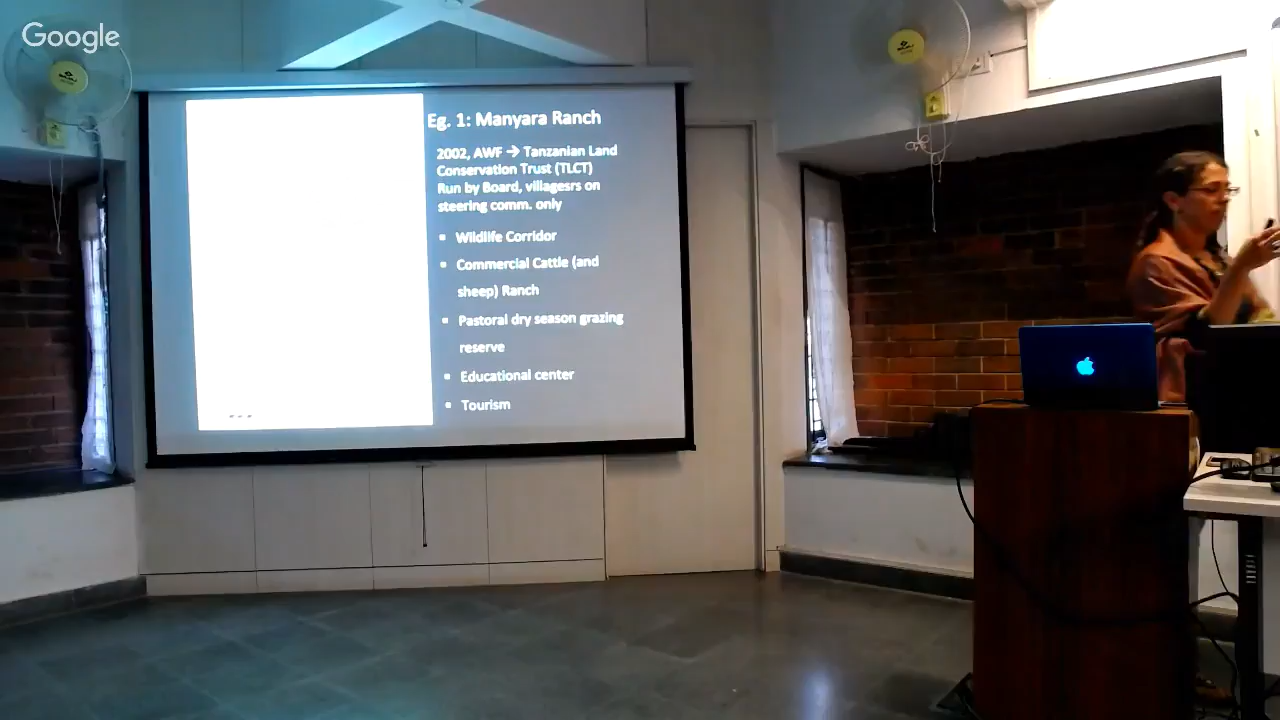 Google
Eg. 1: Manyara Ranch
2002, AWF → Tanzanian Land
Conservation Trust (TLCT)
Run by Board, villagesrs on
steering comm. only
▪ Wildlife Corridor
▪ Commercial Cattle (and
sheep) Ranch
▪ Pastoral dry season grazing
reserve
▪ Educational center
▪ Tourism